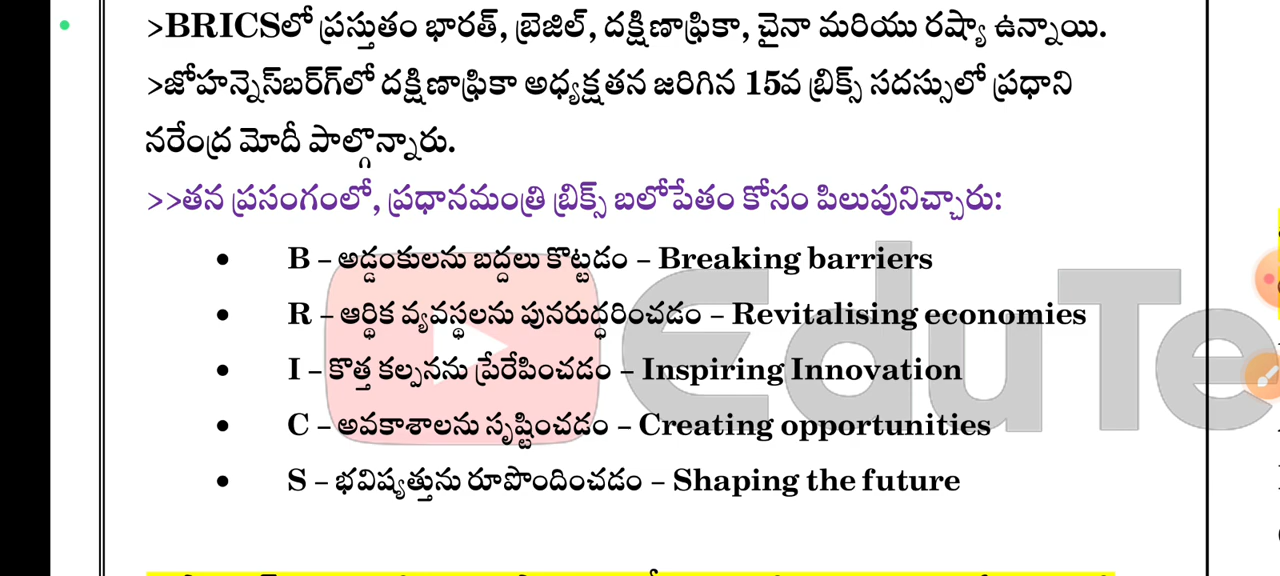 >BRICSలో ప్రస్తుతం భారత్, బ్రెజిల్, దక్షిణాఫ్రికా, చైనా మరియు రష్యా ఉన్నాయి.
>జోహన్నెస్‌బర్గ్‌లో దక్షిణాఫ్రికా అధ్యక్షతన జరిగిన 15వ బ్రిక్స్ సదస్సులో ప్రధాని
నరేంద్ర మోదీ పాల్గొన్నారు.
>>తన ప్రసంగంలో, ప్రధానమంత్రి బ్రిక్స్ బలోపేతం కోసం పిలుపునిచ్చారు:
• B – అడ్డంకులను బద్దలు కొట్టడం – Breaking barriers
• R – ఆర్థిక వ్యవస్థలను పునరుద్ధరించడం – Revitalising economies
• I – కొత్త కల్పనను ప్రేరేపించడం – Inspiring Innovation
• C – అవకాశాలను సృష్టించడం – Creating opportunities
• S – భవిష్యత్తును రూపొందించడం – Shaping the future
EduTe